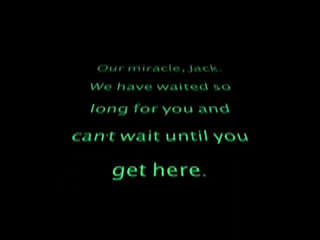 Our miracle, Jack.
We have waited so
long for you and
can't wait until you
get here.